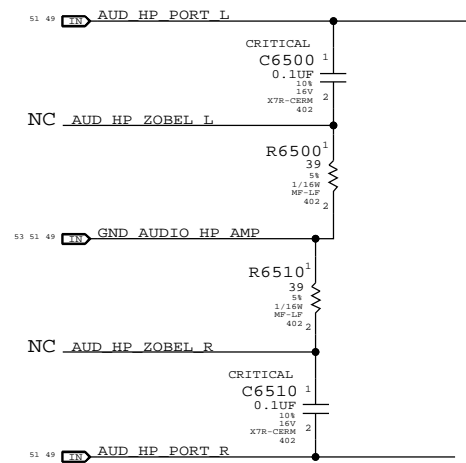 51 49 IN AUD_HP_PORT_L
CRITICAL
C6500 1
0.1UF
10%
16V
X7R-CERM 2
402
NC AUD_HP_ZOBEL_L
R6500 1
39
5%
1/16W
MF-LF
402 2
53 51 49 IN GND_AUDIO_HP_AMP
R6510 1
39
5%
1/16W
MF-LF
402 2
NC AUD_HP_ZOBEL_R
CRITICAL
C6510 1
0.1UF
10%
16V
X7R-CERM 2
402
51 49 IN AUD_HP_PORT_R